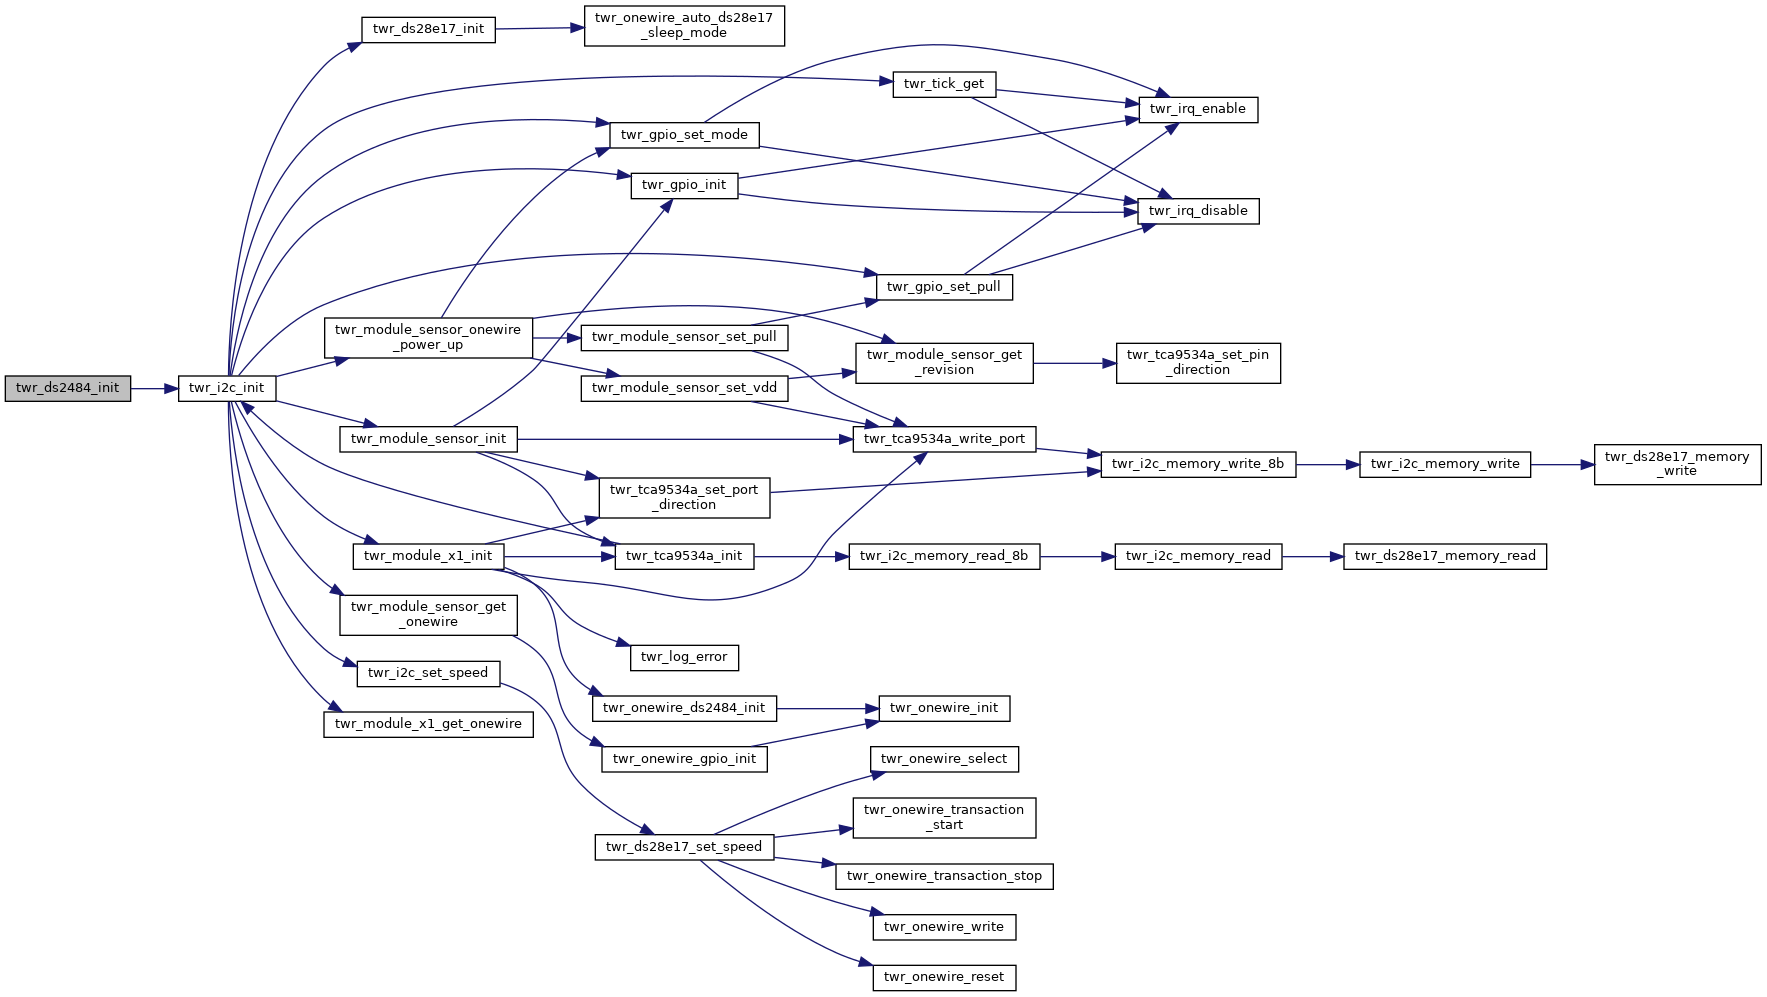 twr_ds28e17_init
twr_onewire_auto_ds28e17
_sleep_mode
twr_tick_get
twr_irq_enable
twr_gpio_set_mode
twr_gpio_init
twr_irq_disable
twr_gpio_set_pull
twr_module_sensor_onewire
_power_up
twr_module_sensor_set_pull
twr_module_sensor_get
_revision
twr_tca9534a_set_pin
_direction
twr_ds2484_init
twr_i2c_init
twr_module_sensor_set_vdd
twr_module_sensor_init
twr_tca9534a_write_port
twr_i2c_memory_write_8b
twr_i2c_memory_write
twr_ds28e17_memory
_write
twr_tca9534a_set_port
_direction
twr_module_x1_init
twr_tca9534a_init
twr_i2c_memory_read_8b
twr_i2c_memory_read
twr_ds28e17_memory_read
twr_module_sensor_get
_onewire
twr_log_error
twr_i2c_set_speed
twr_onewire_ds2484_init
twr_onewire_init
twr_module_x1_get_onewire
twr_onewire_gpio_init
twr_onewire_select
twr_onewire_transaction
_start
twr_ds28e17_set_speed
twr_onewire_transaction_stop
twr_onewire_write
twr_onewire_reset